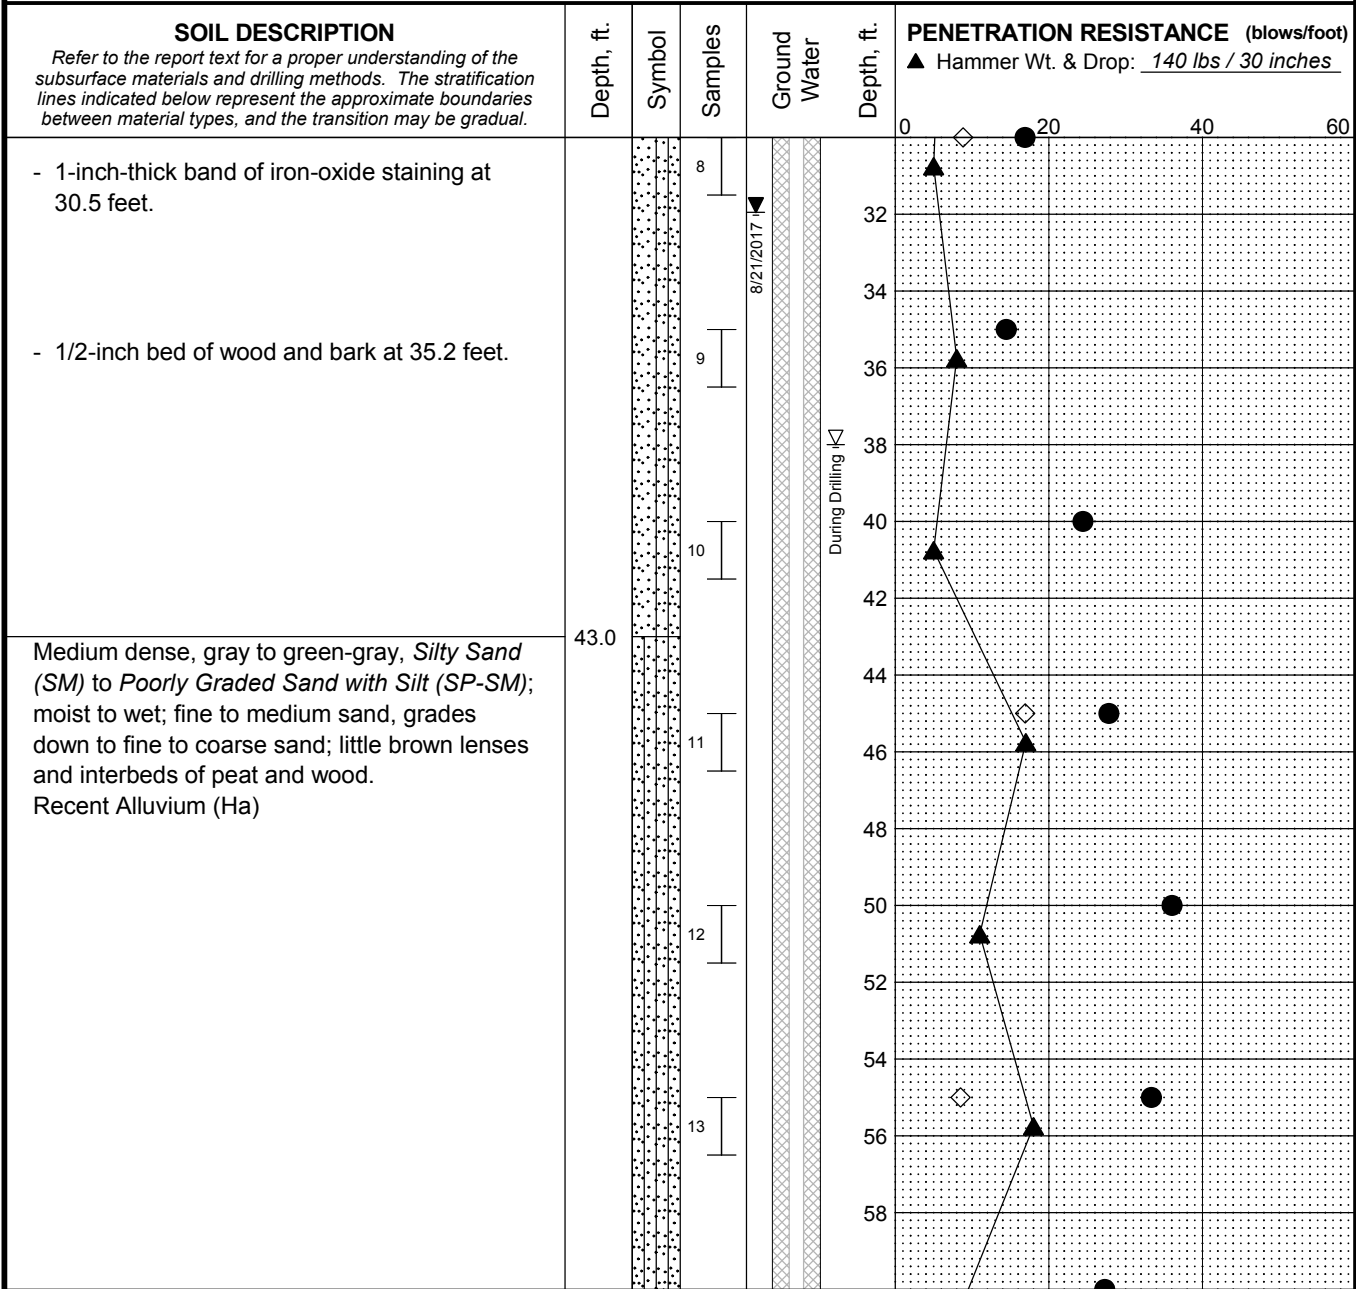 SOIL DESCRIPTION
Refer to the report text for a proper understanding of the
subsurface materials and drilling methods. The stratification
lines indicated below represent the approximate boundaries
between material types, and the transition may be gradual.
Depth, ft.
Symbol
Samples
Ground
Water
Depth, ft.
PENETRATION RESISTANCE (blows/foot)
▲ Hammer Wt. & Drop: 140 lbs / 30 inches
0 20 40 60
- 1-inch-thick band of iron-oxide staining at
30.5 feet.
8
8/21/2017
32
34
- 1/2-inch bed of wood and bark at 35.2 feet.
9
36
During Drilling
38
40
10
42
43.0
Medium dense, gray to green-gray, Silty Sand
(SM) to Poorly Graded Sand with Silt (SP-SM);
moist to wet; fine to medium sand, grades
down to fine to coarse sand; little brown lenses
and interbeds of peat and wood.
Recent Alluvium (Ha)
44
11
46
48
50
12
52
54
13
56
58